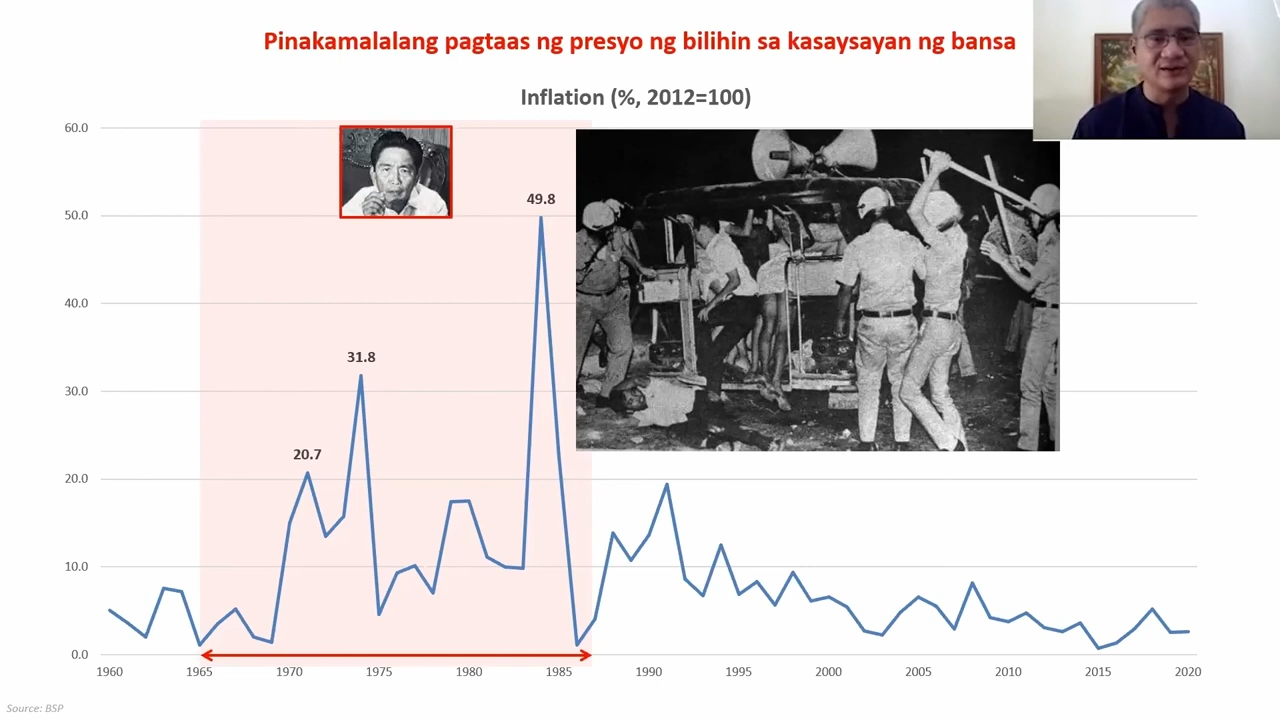 Pinakamalalang pagtaas ng presyo ng bilihin sa kasaysayan ng bansa
Inflation (%, 2012=100)
60.0
50.0
40.0
30.0
20.0
10.0
0.0
20.7
31.8
49.8
1960 1965 1970 1975 1980 1985 1990 1995 2000 2005 2010 2015 2020
Source: BSP